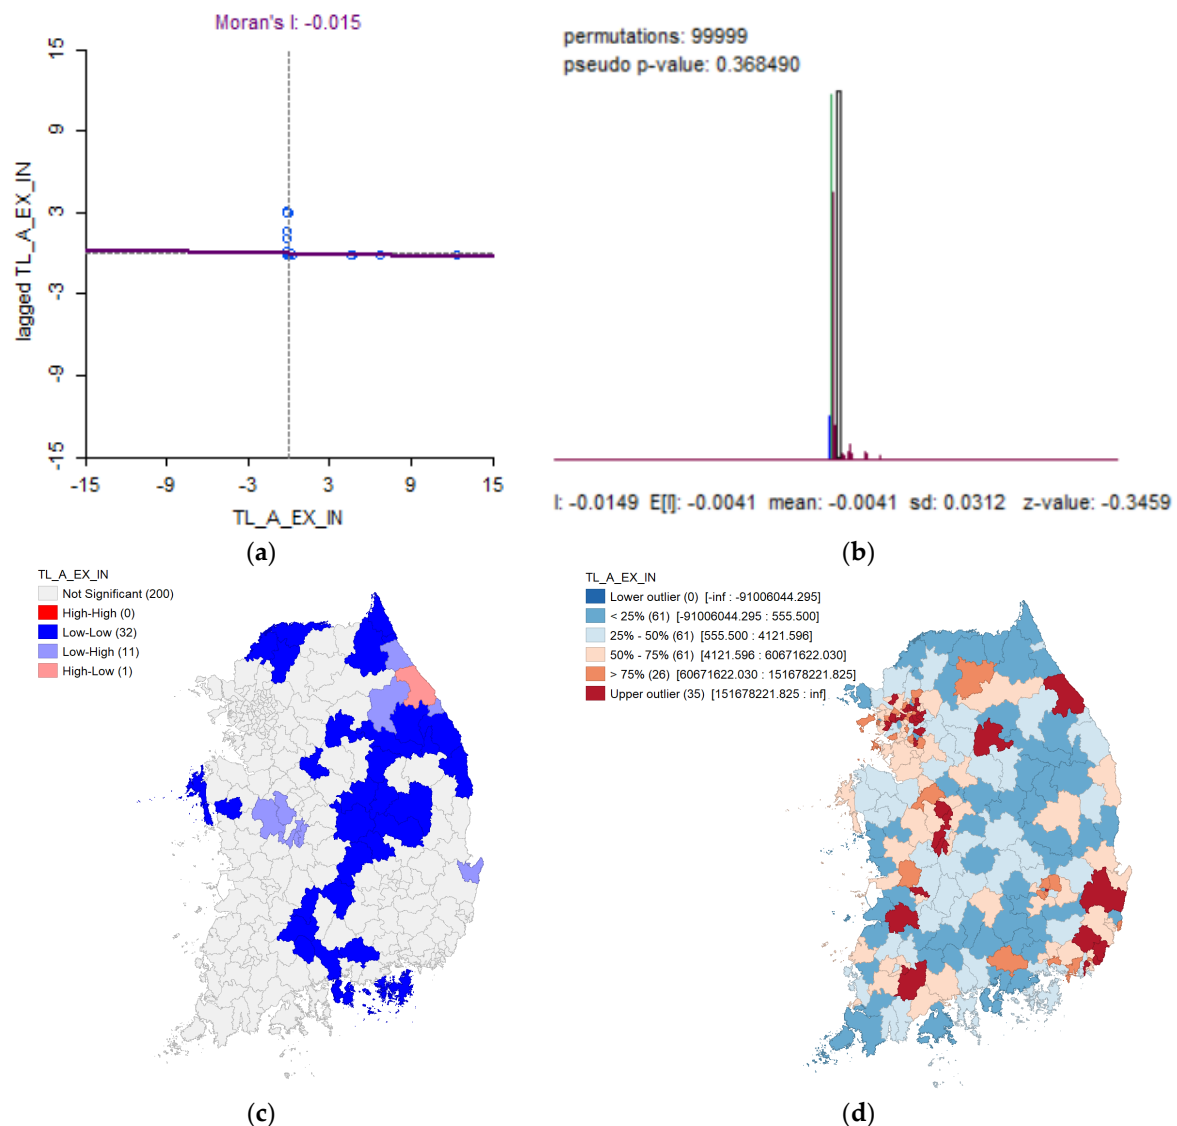 Moran's I: -0.015
15
9
3
-3
-9
-15
lagged TL_A_EX_IN
-15 -9 -3 3 9 15
TL_A_EX_IN
(a)
permutations: 99999
pseudo p-value: 0.368490
I: -0.0149 E[I]: -0.0041 mean: -0.0041 sd: 0.0312 z-value: -0.3459
(b)
TL_A_EX_IN
Not Significant (200)
High-High (0)
Low-Low (32)
Low-High (11)
High-Low (1)
(c)
TL_A_EX_IN
Lower outlier (0) [-inf : -91006044.295]
< 25% (61) [-91006044.295 : 555.500]
25% - 50% (61) [555.500 : 4121.596]
50% - 75% (61) [4121.596 : 60671622.030]
> 75% (26) [60671622.030 : 151678221.825]
Upper outlier (35) [151678221.825 : inf]
(d)